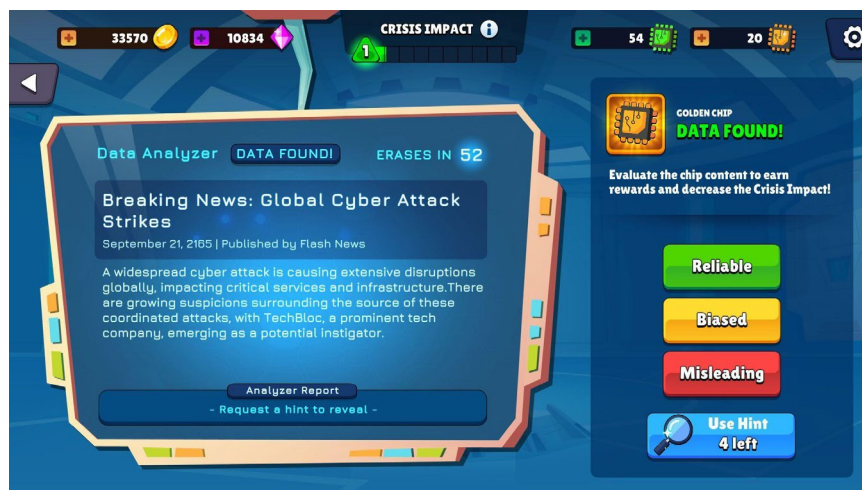 33570
10834
CRISIS IMPACT i
1
54
20
Data Analyzer DATA FOUND! ERASES IN 52
Breaking News: Global Cyber Attack
Strikes
September 21, 2165 | Published by Flash News
A widespread cyber attack is causing extensive disruptions
globally, impacting critical services and infrastructure.There
are growing suspicions surrounding the source of these
coordinated attacks, with TechBloc, a prominent tech
company, emerging as a potential instigator.
Analyzer Report
- Request a hint to reveal -
GOLDEN CHIP
DATA FOUND!
Evaluate the chip content to earn
rewards and decrease the Crisis Impact!
Reliable
Biased
Misleading
Use Hint
4 left